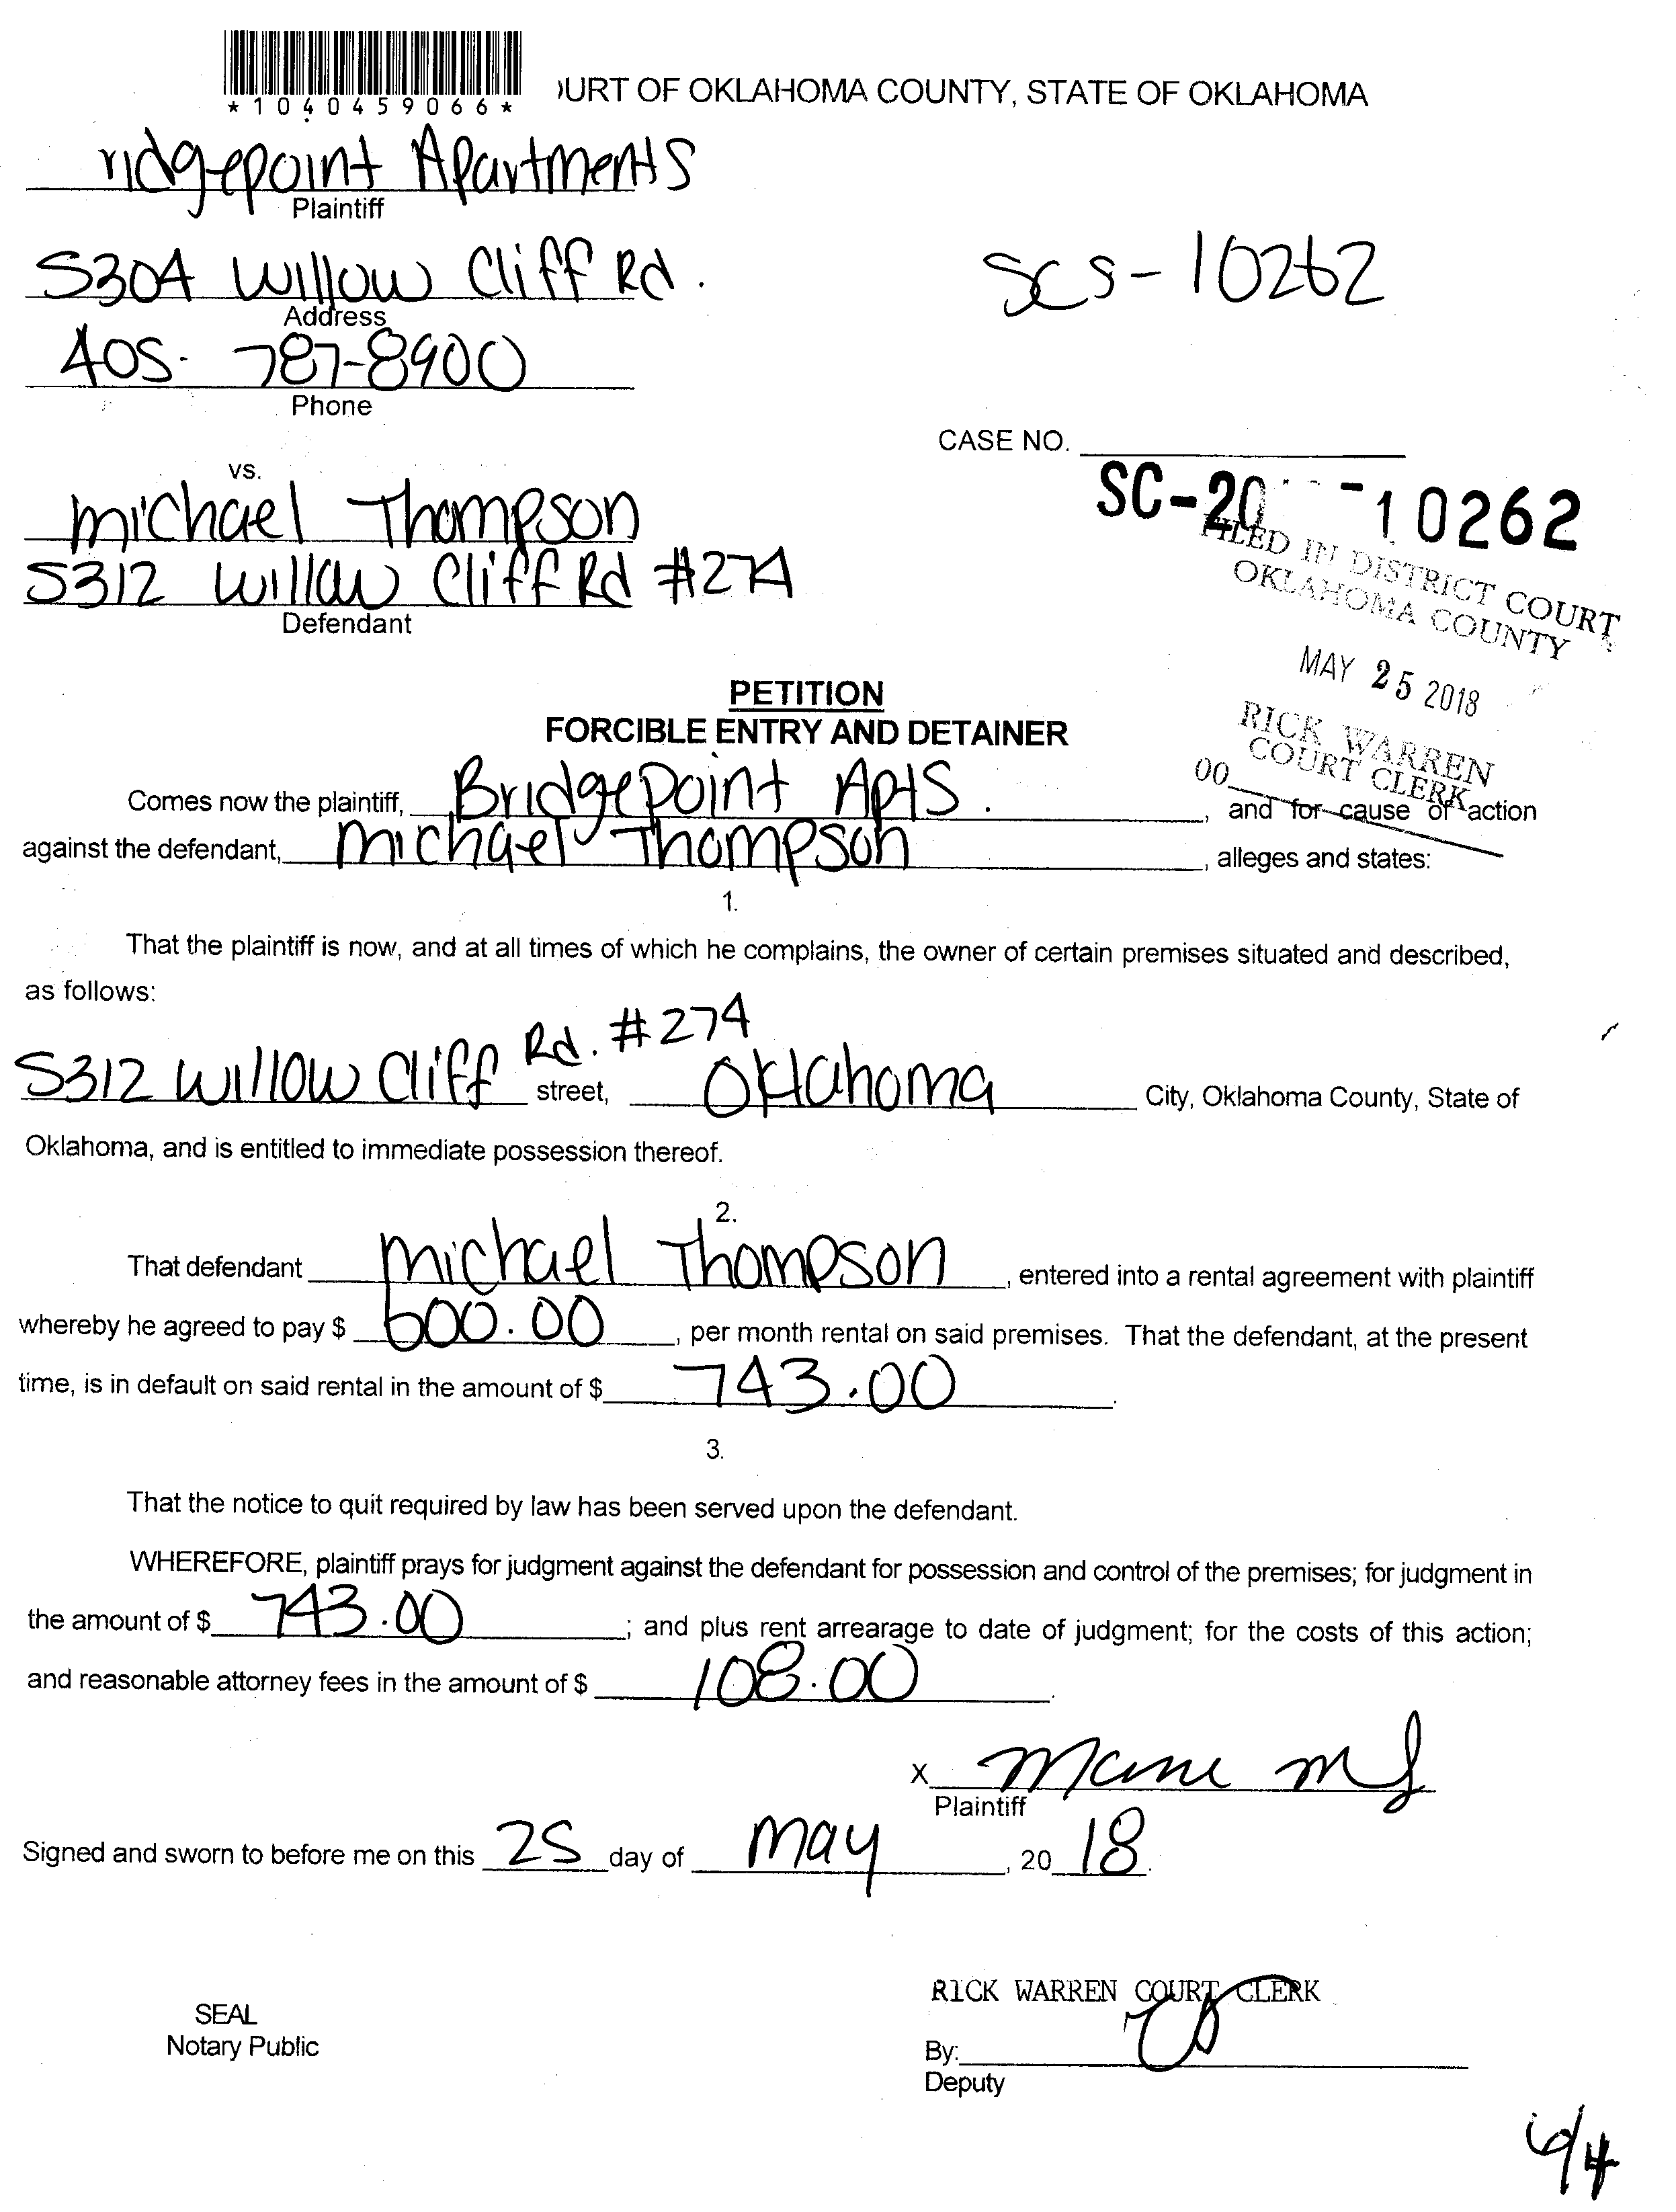 *1040459066*
URT OF OKLAHOMA COUNTY, STATE OF OKLAHOMA
ridgepoint Apartments
Plaintiff
5304 Willow Cliff Rd.
Address
SCS-10262
405-787-8900
Phone
CASE NO.
vs.
SC-20 -10262
michael Thompson
5312 Willow Cliff Rd #274
Defendant
FILED IN DISTRICT COURT
OKLAHOMA COUNTY
MAY 25 2018
RICK WARREN
COURT CLERK
00
PETITION
FORCIBLE ENTRY AND DETAINER
Comes now the plaintiff, BridgePoint Apts. , and for cause of action
against the defendant, michael Thompson , alleges and states:
1.
That the plaintiff is now, and at all times of which he complains, the owner of certain premises situated and described,
as follows:
5312 Willow Cliff Rd. #274 street, Oklahoma City, Oklahoma County, State of
Oklahoma, and is entitled to immediate possession thereof.
2.
That defendant michael Thompson , entered into a rental agreement with plaintiff
whereby he agreed to pay $ 600.00 , per month rental on said premises. That the defendant, at the present
time, is in default on said rental in the amount of $ 743.00 .
3.
That the notice to quit required by law has been served upon the defendant.
WHEREFORE, plaintiff prays for judgment against the defendant for possession and control of the premises; for judgment in
the amount of $ 743.00 ; and plus rent arrearage to date of judgment; for the costs of this action;
and reasonable attorney fees in the amount of $ 108.00 .
x
Plaintiff
Signed and sworn to before me on this 25 day of May , 20 18.
RICK WARREN COURT CLERK
SEAL
Notary Public
By:
Deputy
6/4